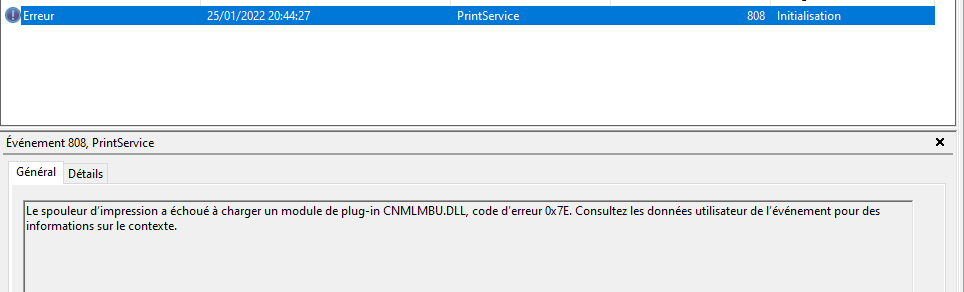 Erreur 25/01/2022 20:44:27 PrintService 808 Initialisation
Événement 808, PrintService
Général Détails
Le spouleur d’impression a échoué à charger un module de plug-in CNMLMBU.DLL, code d’erreur 0x7E. Consultez les données utilisateur de l’événement pour des
informations sur le contexte.